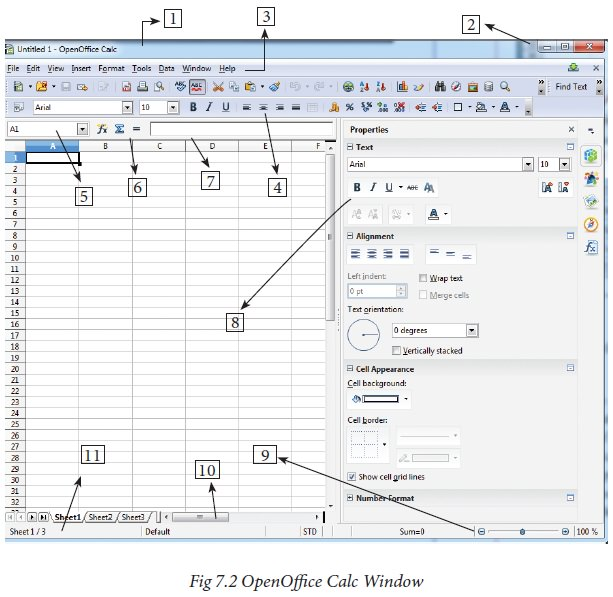 1
3
2
Untitled 1 - OpenOffice Calc
File Edit View Insert Format Tools Data Window Help
Find Text
Arial 10 B I U
A1 fx Σ =
Properties
A B C D E F
Text
Arial 10
B I U ABC AA
5 6 7 4
1
2
3
4
5
6
7
8
9
10
11
12
13
14
15
16
17
18
19
20
21
22
23
24
25
26
27
28
29
30
31
32
Alignment
Left indent:
0 pt
Wrap text
Merge cells
Text orientation:
0 degrees
Vertically stacked
8
Cell Appearance
Cell background:
Cell border:
Show cell grid lines
Number Format
11 10 9
Sheet1 Sheet2 Sheet3
Sheet 1 / 3 Default STD Sum=0 100 %
Fig 7.2 OpenOffice Calc Window